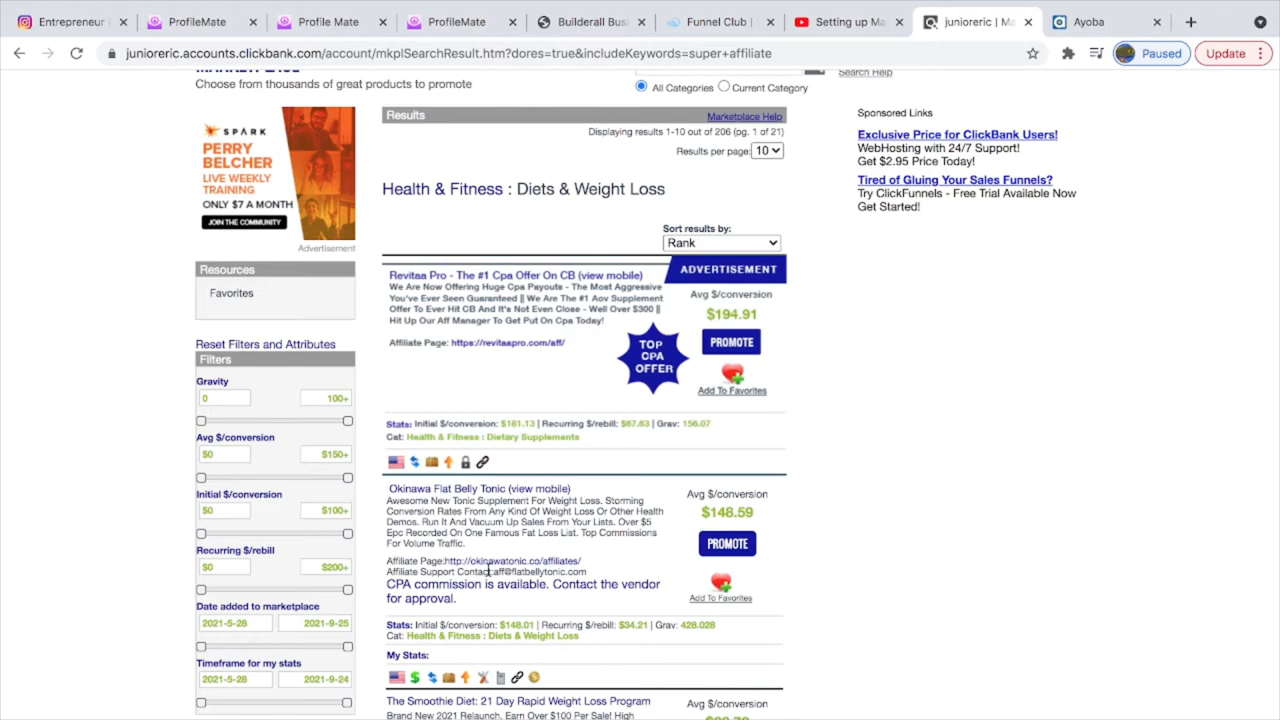 Entrepreneur (
ProfileMate
Profile Mate
ProfileMate
Builderall Bus
Funnel Club | 
Setting up Ma
junioreric | Ma
Ayoba
junioreric.accounts.clickbank.com/account/mkplSearchResult.htm?dores=true&includeKeywords=super+affiliate
Paused
Update
Choose from thousands of great products to promote
Search Help
All Categories
Current Category
SPARK
PERRY
BELCHER
LIVE WEEKLY
TRAINING
ONLY $7 A MONTH
JOIN THE COMMUNITY
Advertisement
Resources
Favorites
Reset Filters and Attributes
Filters
Gravity
0 100+
Avg $/conversion
$0 $150+
Initial $/conversion
$0 $100+
Recurring $/rebill
$0 $200+
Date added to marketplace
2021-5-28 2021-9-25
Timeframe for my stats
2021-5-28 2021-9-24
Results
Marketplace Help
Displaying results 1-10 out of 206 (pg. 1 of 21)
Results per page: 10
Health & Fitness : Diets & Weight Loss
Sort results by:
Rank
ADVERTISEMENT
Revitaa Pro - The #1 Cpa Offer On CB (view mobile)
We Are Now Offering Huge Cpa Payouts - The Most Aggressive
You've Ever Seen Guaranteed || We Are The #1 Aov Supplement
Offer To Ever Hit CB And It's Not Even Close - Well Over $300 ||
Hit Up Our Aff Manager To Get Put On Cpa Today!
Affiliate Page: https://revitaapro.com/aff/
TOP
CPA
OFFER
Avg $/conversion
$194.91
PROMOTE
Add To Favorites
Stats: Initial $/conversion: $181.13 | Recurring $/rebill: $67.63 | Grav: 156.07
Cat: Health & Fitness : Dietary Supplements
Okinawa Flat Belly Tonic (view mobile)
Awesome New Tonic Supplement For Weight Loss. Storming
Conversion Rates From Any Kind Of Weight Loss Or Other Health
Demos. Run It And Vacuum Up Sales From Your Lists. Over $5
Epc Recorded On One Famous Fat Loss List. Top Commissions
For Volume Traffic.
Affiliate Page:http://okinawatonic.co/affiliates/
Affiliate Support Contact:aff@flatbellytonic.com
CPA commission is available. Contact the vendor
for approval.
Avg $/conversion
$148.59
PROMOTE
Add To Favorites
Stats: Initial $/conversion: $148.01 | Recurring $/rebill: $34.21 | Grav: 428.028
Cat: Health & Fitness : Diets & Weight Loss
My Stats:
The Smoothie Diet: 21 Day Rapid Weight Loss Program
Brand New 2021 Relaunch. Earn Over $100 Per Sale! High
Avg $/conversion
Sponsored Links
Exclusive Price for ClickBank Users!
WebHosting with 24/7 Support!
Get $2.95 Price Today!
Tired of Gluing Your Sales Funnels?
Try ClickFunnels - Free Trial Available Now
Get Started!